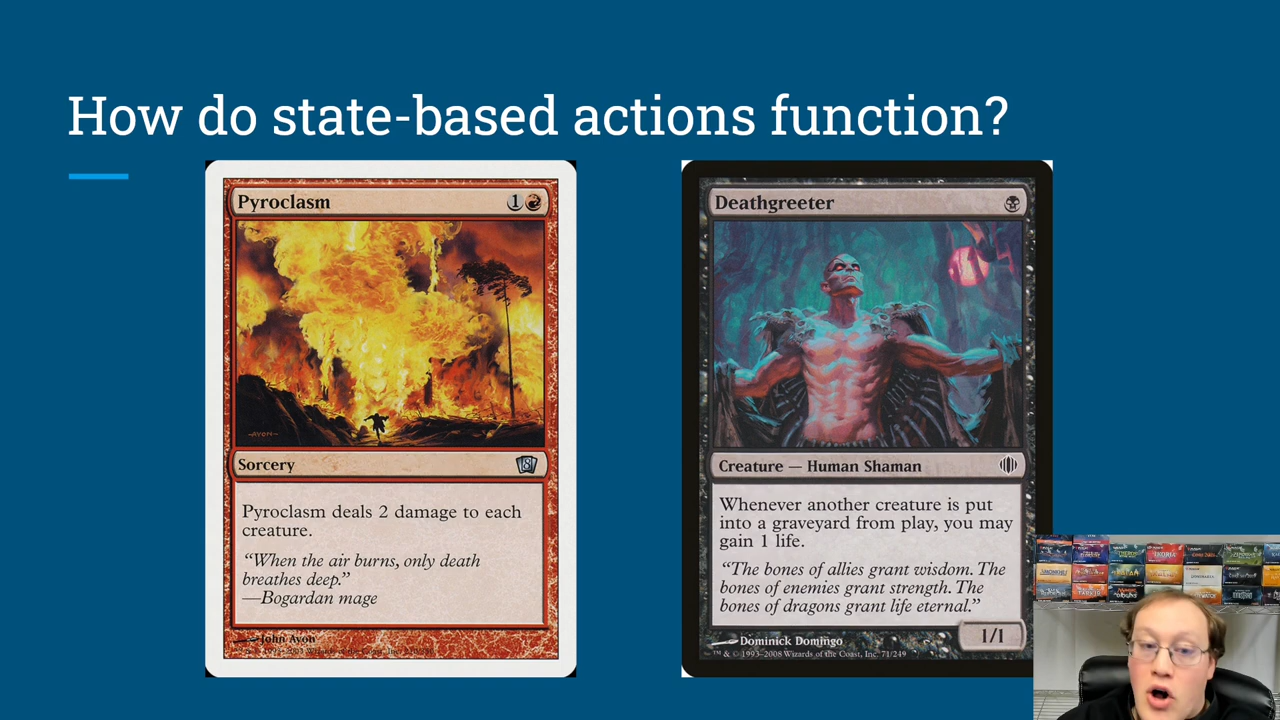 How do state-based actions function?
Pyroclasm
1
Sorcery
8
Pyroclasm deals 2 damage to each
creature.
“When the air burns, only death
breathes deep.”
—Bogardan mage
John Avon
AVON
Deathgreeter
Creature — Human Shaman
Whenever another creature is put
into a graveyard from play, you may
gain 1 life.
“The bones of allies grant wisdom. The
bones of enemies grant strength. The
bones of dragons grant life eternal.”
1/1
Dominick Domingo
™ & © 1993–2008 Wizards of the Coast, Inc. 71/249
IKORIA